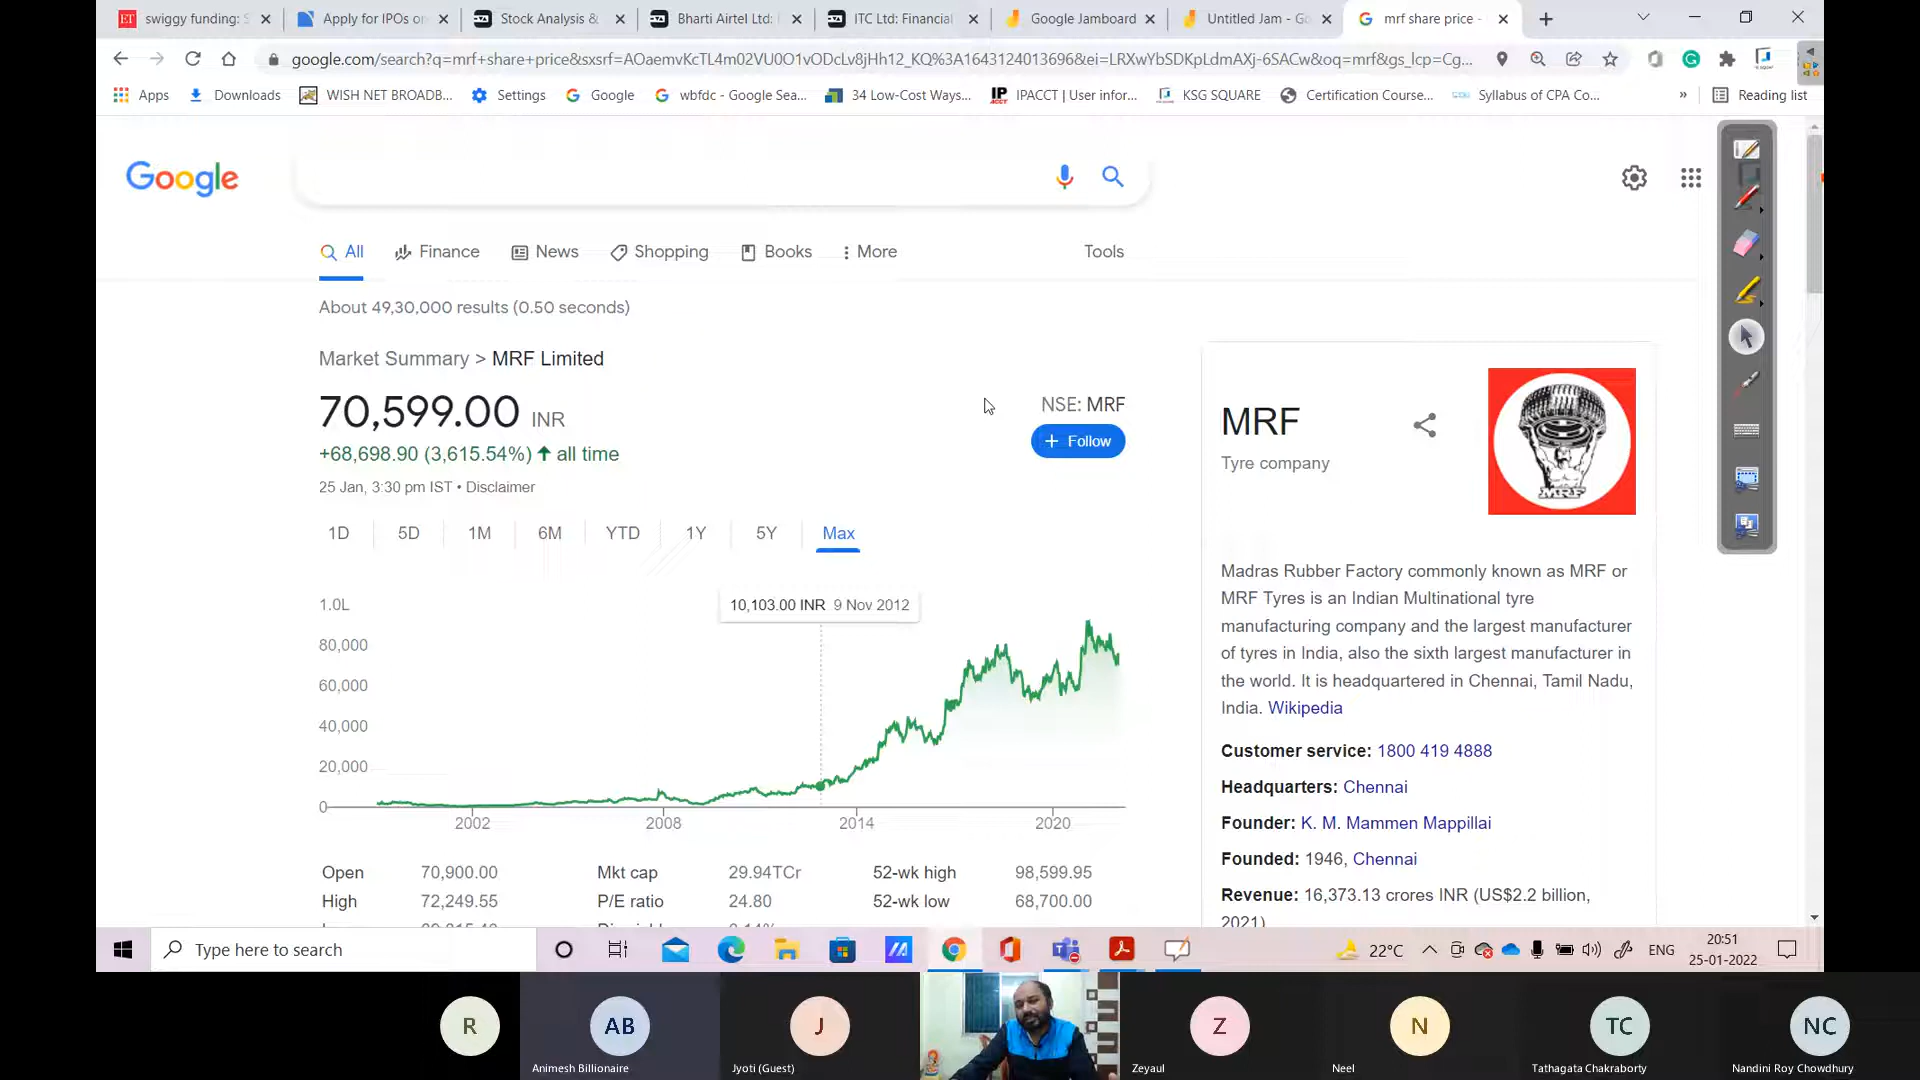 swiggy funding: S
Apply for IPOs or
Stock Analysis &
Bharti Airtel Ltd:
ITC Ltd: Financial
Google Jamboard
Untitled Jam - Go
mrf share price -
google.com/search?q=mrf+share+price&sxsrf=AOaemvKcTL4m02VU0O1vODcLv8jHh12_KQ%3A1643124013696&ei=LRXwYbSDKpLdmAXj-6SACw&oq=mrf&gs_lcp=Cg...
Apps
Downloads
WISH NET BROADB...
Settings
Google
wbfdc - Google Sea...
34 Low-Cost Ways...
IPACCT | User infor...
KSG SQUARE
Certification Course...
Syllabus of CPA Co...
»
Reading list
Google
All
Finance
News
Shopping
Books
More
Tools
About 49,30,000 results (0.50 seconds)
Market Summary > MRF Limited
70,599.00 INR
+68,698.90 (3,615.54%) ↑ all time
25 Jan, 3:30 pm IST • Disclaimer
NSE: MRF
+ Follow
1D
5D
1M
6M
YTD
1Y
5Y
Max
10,103.00 INR 9 Nov 2012
1.0L
80,000
60,000
40,000
20,000
0
2002
2008
2014
2020
Open 70,900.00 Mkt cap 29.94TCr 52-wk high 98,599.95
High 72,249.55 P/E ratio 24.80 52-wk low 68,700.00
MRF
Tyre company
MRF
Madras Rubber Factory commonly known as MRF or
MRF Tyres is an Indian Multinational tyre
manufacturing company and the largest manufacturer
of tyres in India, also the sixth largest manufacturer in
the world. It is headquartered in Chennai, Tamil Nadu,
India. Wikipedia
Customer service: 1800 419 4888
Headquarters: Chennai
Founder: K. M. Mammen Mappillai
Founded: 1946, Chennai
Revenue: 16,373.13 crores INR (US$2.2 billion,
2021)
Type here to search
22°C
ENG
20:51
25-01-2022
R
AB
Animesh Billionaire
J
Jyoti (Guest)
Z
Zeyaul
N
Neel
TC
Tathagata Chakraborty
NC
Nandini Roy Chowdhury